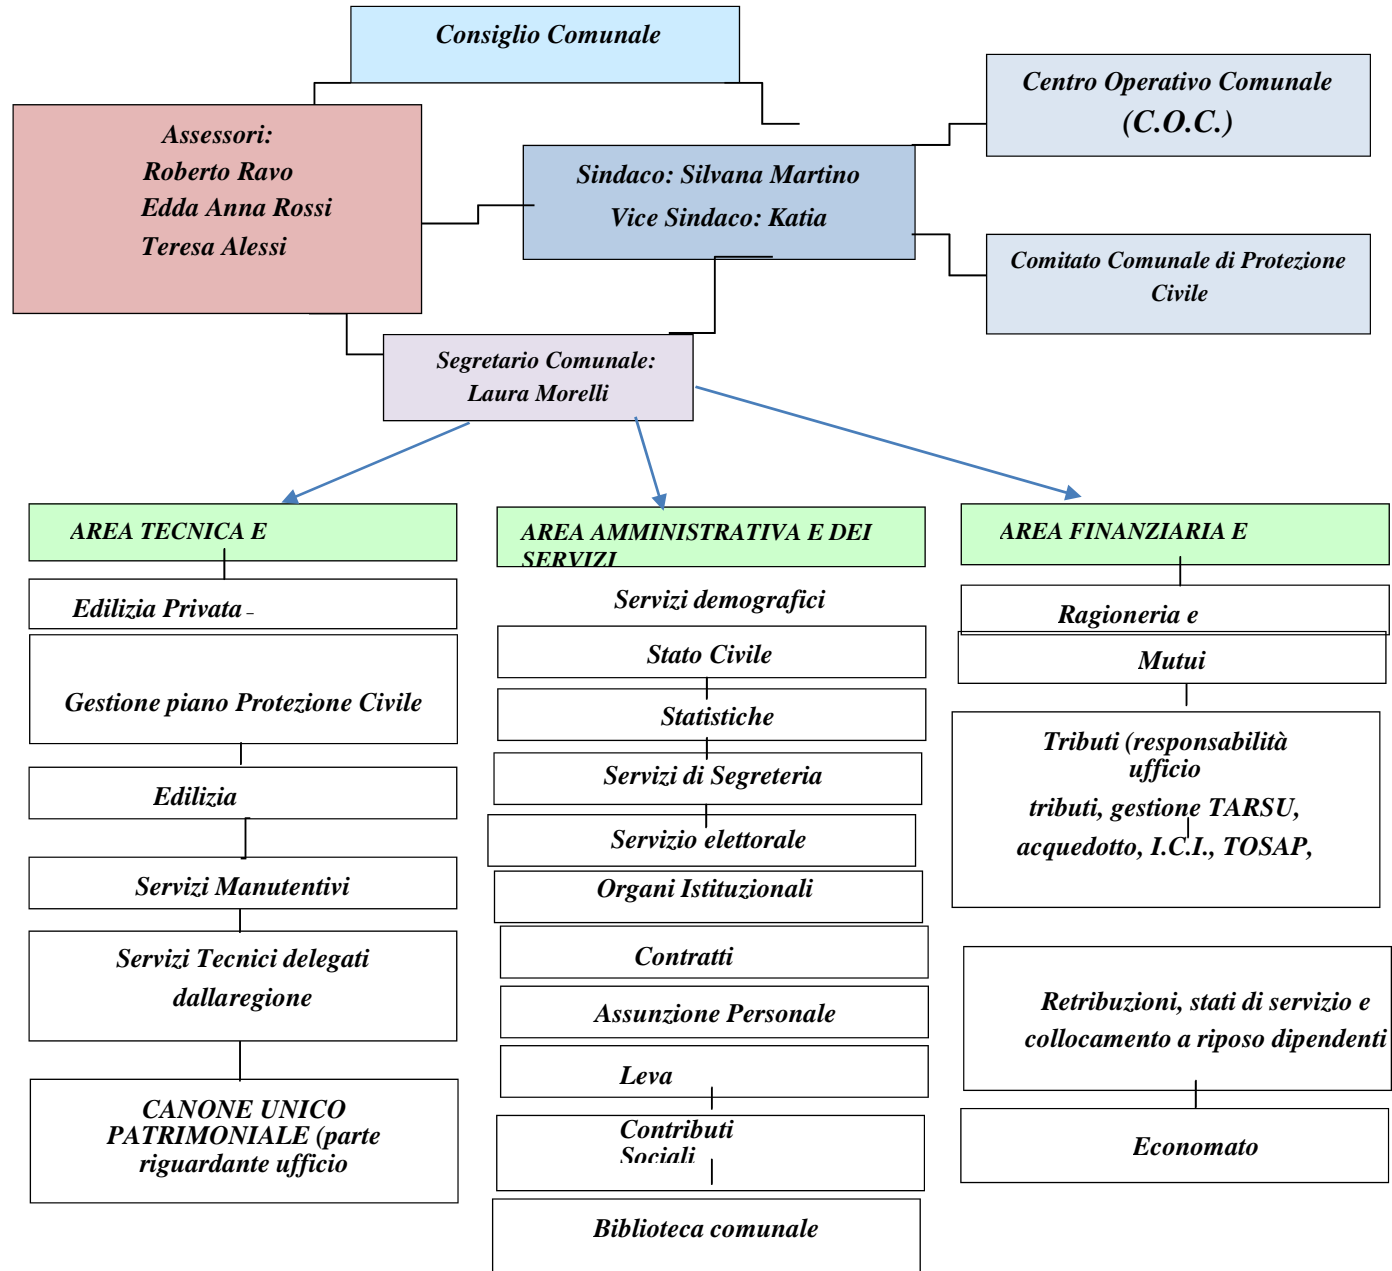 Consiglio Comunale
Centro Operativo Comunale
(C.O.C.)
Assessori:
Roberto Ravo
Edda Anna Rossi
Teresa Alessi
Sindaco: Silvana Martino
Vice Sindaco: Katia
Comitato Comunale di Protezione
Civile
Segretario Comunale:
Laura Morelli
AREA TECNICA E
Edilizia Privata –
Gestione piano Protezione Civile
Edilizia
Servizi Manutentivi
Servizi Tecnici delegati
dallaregione
CANONE UNICO
PATRIMONIALE (parte
riguardante ufficio
AREA AMMINISTRATIVA E DEI
SERVIZI
Servizi demografici
Stato Civile
Statistiche
Servizi di Segreteria
Servizio elettorale
Organi Istituzionali
Contratti
Assunzione Personale
Leva
Contributi
Sociali
Biblioteca comunale
AREA FINANZIARIA E
Ragioneria e
Mutui
Tributi (responsabilità
ufficio
tributi, gestione TARSU,
acquedotto, I.C.I., TOSAP,
Retribuzioni, stati di servizio e
collocamento a riposo dipendenti
Economato